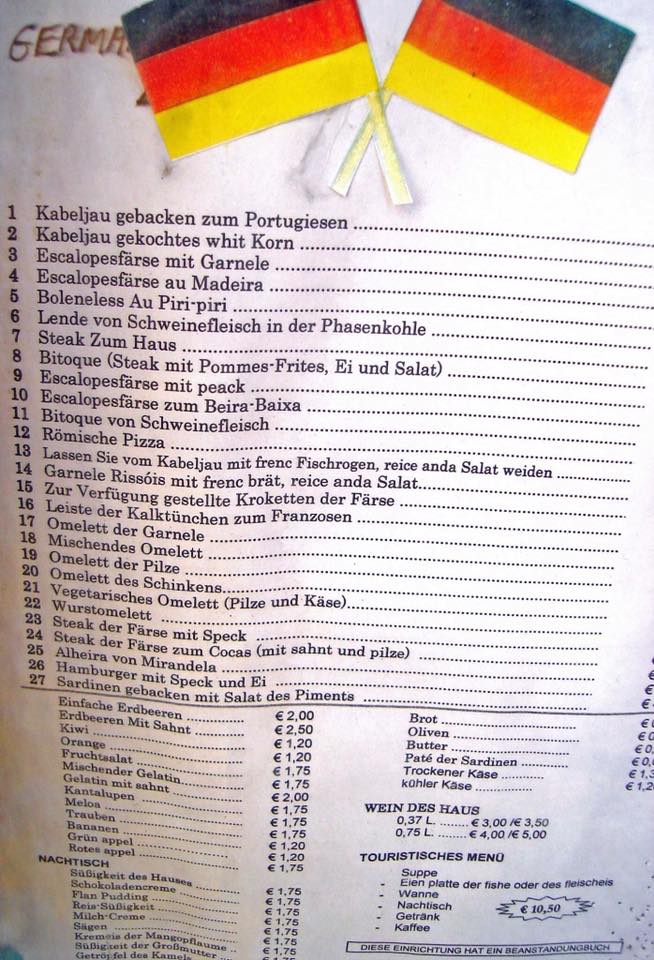 GERMA
1 Kabeljau gebacken zum Portugiesen
2 Kabeljau gekochtes whit Korn
3 Escalopesfärse mit Garnele
4 Escalopesfärse au Madeira
5 Boleneless Au Piri-piri
6 Lende von Schweinefleisch in der Phasenkohle
7 Steak Zum Haus
8 Bitoque (Steak mit Pommes-Frites, Ei und Salat)
9 Escalopesfärse mit peack
10 Escalopesfärse zum Beira-Baixa
11 Bitoque von Schweinefleisch
12 Römische Pizza
13 Lassen Sie vom Kabeljau mit frenc Fischrogen, reice anda Salat weiden
14 Garnele Rissóis mit frenc brät, reice anda Salat
15 Zur Verfügung gestellte Kroketten der Färse
16 Leiste der Kalktünchen zum Franzosen
17 Omelett der Garnele
18 Mischendes Omelett
19 Omelett der Pilze
20 Omelett des Schinkens
21 Vegetarisches Omelett (Pilze und Käse)
22 Wurstomelett
23 Steak der Färse mit Speck
24 Steak der Färse zum Cocas (mit sahnt und pilze)
25 Alheira von Mirandela
26 Hamburger mit Speck und Ei
27 Sardinen gebacken mit Salat des Piments
Einfache Erdbeeren € 2,00
Erdbeeren Mit Sahnt € 2,50
Kiwi € 1,20
Orange € 1,20
Fruchtsalat € 1,75
Mischender Gelatin € 1,75
Gelatin mit sahnt € 2,00
Kantalupen € 1,75
Meloa € 1,75
Trauben € 1,75
Bananen € 1,20
Grün appel € 1,20
Rotes appel € 1,75
NACHTISCH
Süßigkeit des Hauses € 1,75
Schokoladencreme € 1,75
Flan Pudding € 1,75
Reis-Süßigkeit € 1,75
Milch-Creme € 1,75
Sägen € 1,75
Kremeis der Mangopflaume € 1,75
Süßigkeit der Großmutter € 1,75
Getröpfel des Kamels
Brot
Oliven
Butter
Paté der Sardinen
Trockener Käse
kühler Käse
WEIN DES HAUS
0,37 L. € 3,00 /€ 3,50
0,75 L. € 4,00 /€ 5,00
TOURISTISCHES MENÜ
Suppe
- Eien platte der fishe oder des fleischeis
- Wanne
- Nachtisch
- Getränk
- Kaffee
€ 10,50
DIESE EINRICHTUNG HAT EIN BEANSTANDUNGBUCH